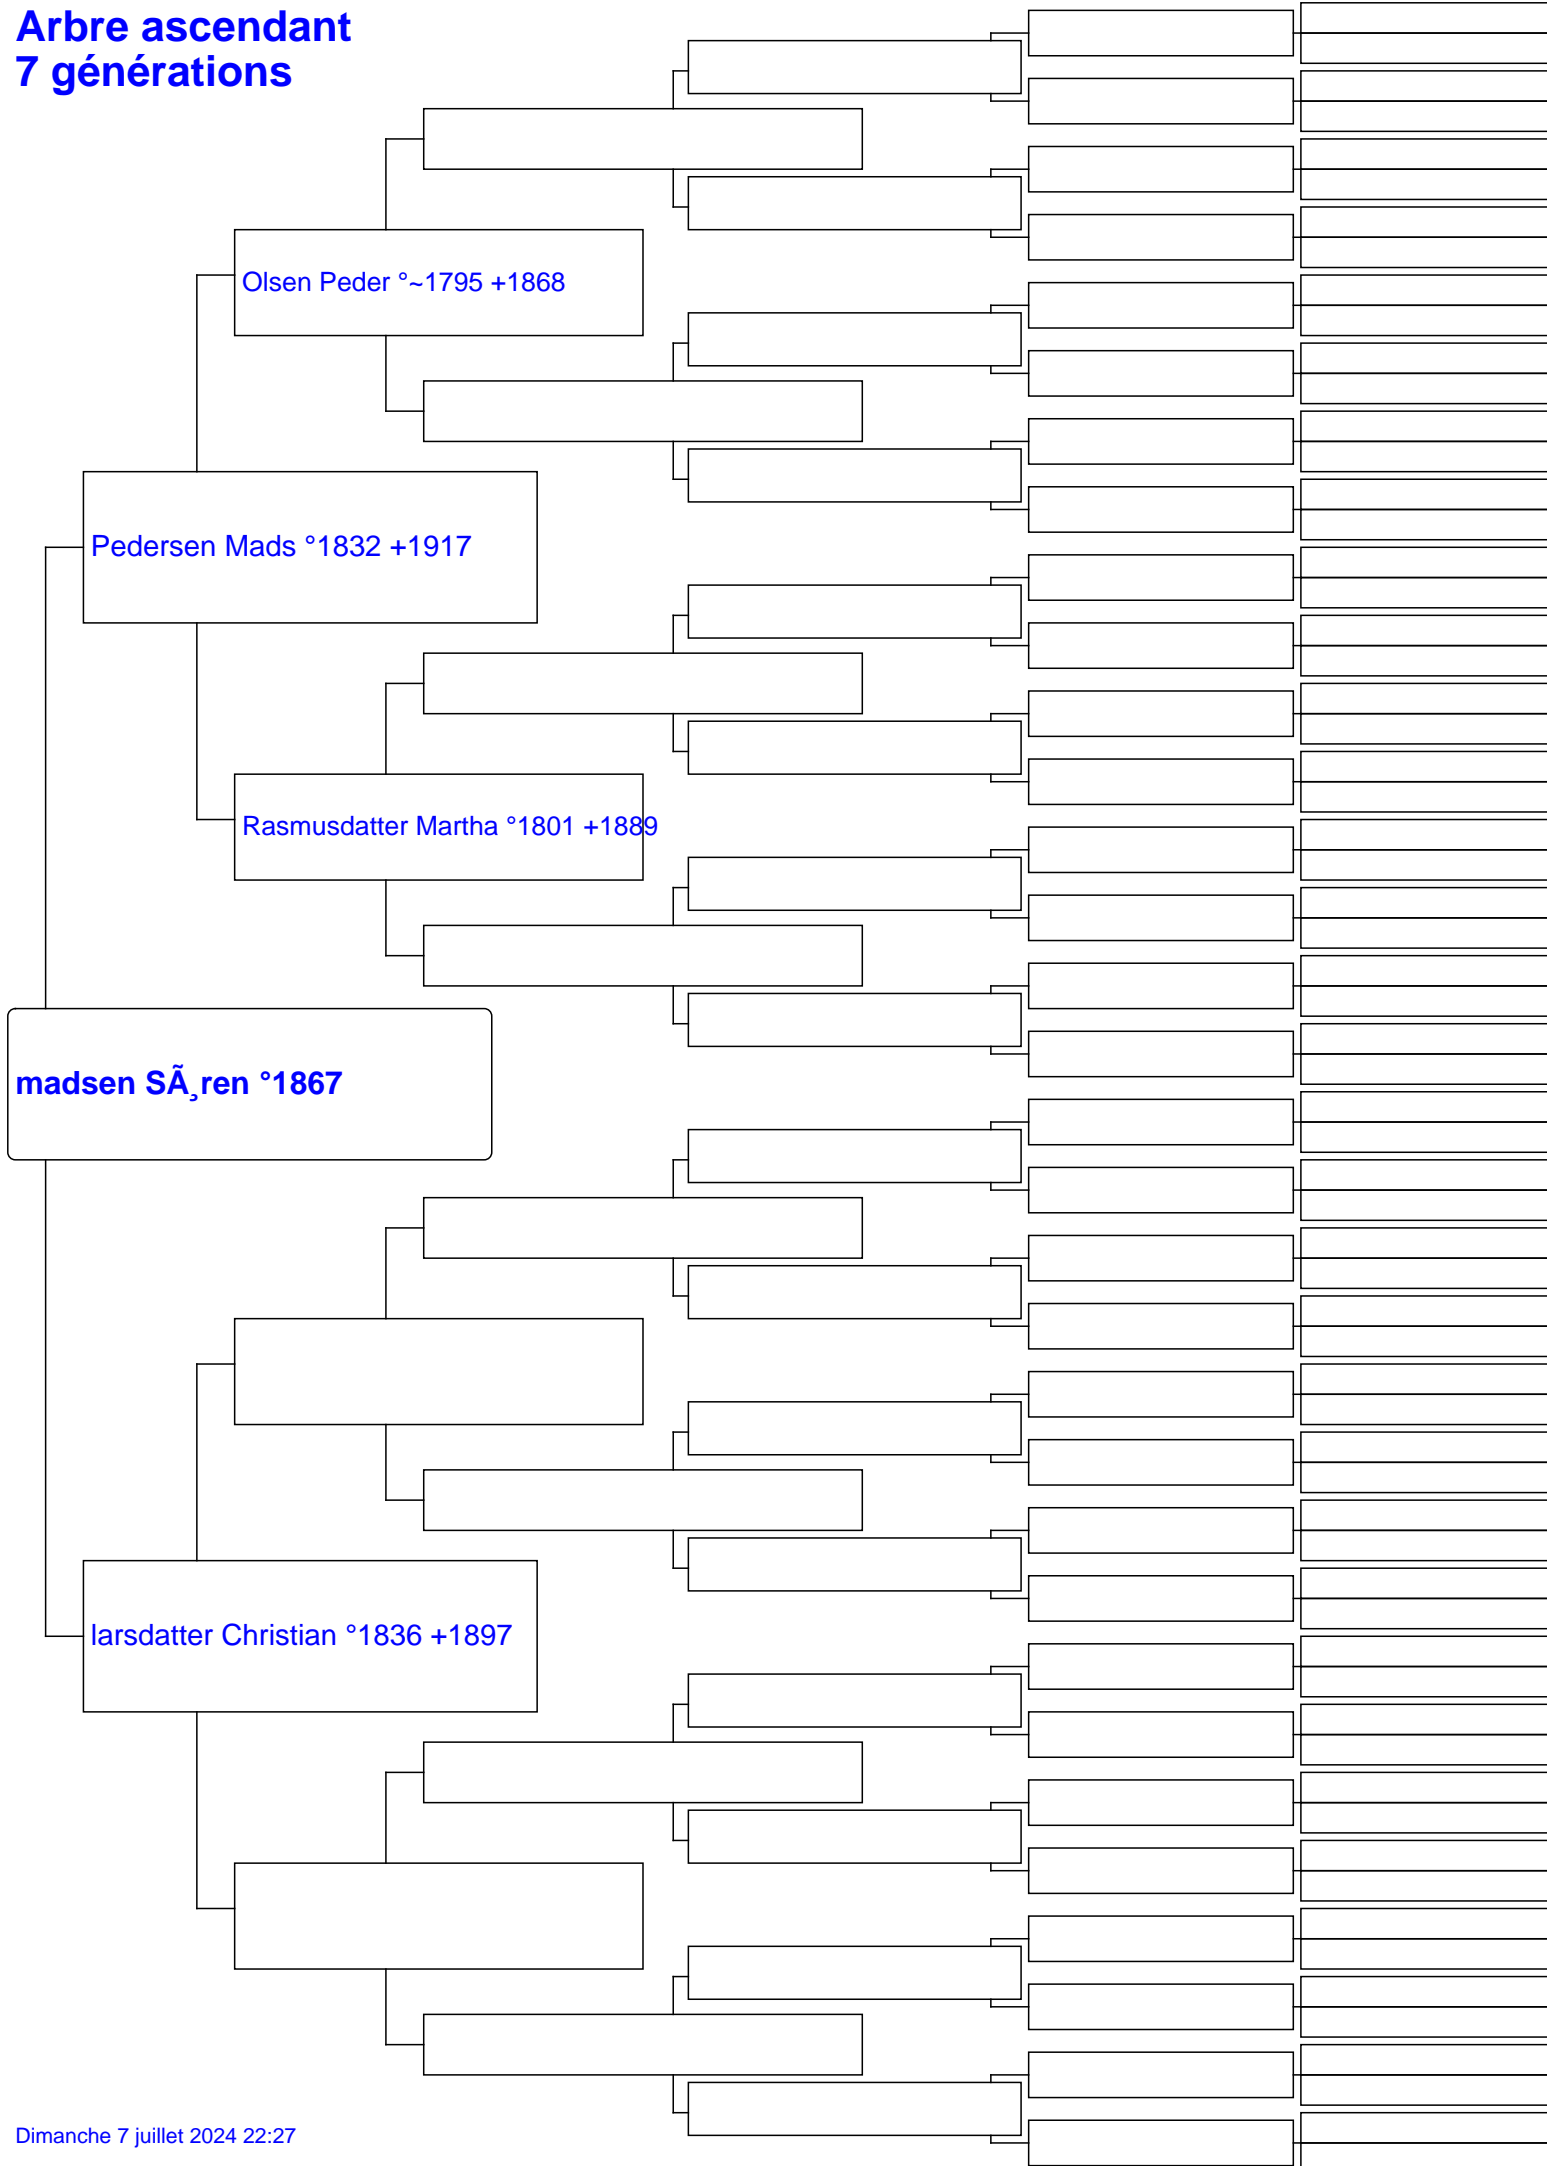 Arbre ascendant
7 générations
Olsen Peder °~1795 +1868
Pedersen Mads °1832 +1917
Rasmusdatter Martha °1801 +1889
madsen SÃ¸ren °1867
larsdatter Christian °1836 +1897
Dimanche 7 juillet 2024 22:27